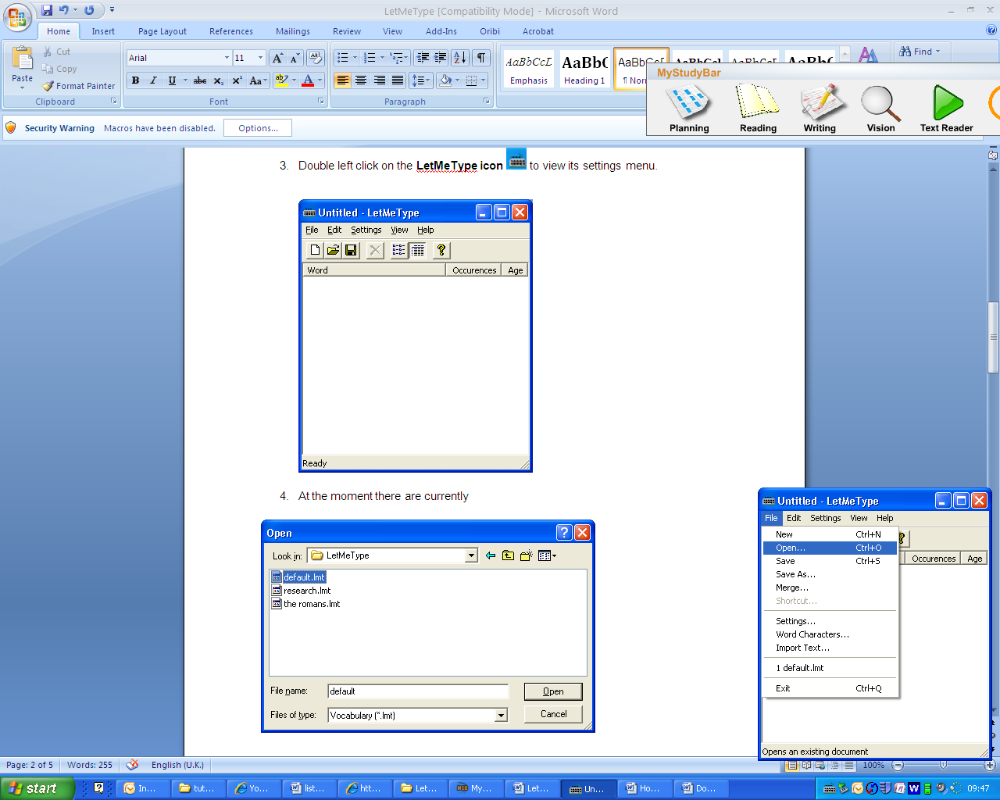 LetMeType [Compatibility Mode] - Microsoft Word
Home Insert Page Layout References Mailings Review View Add-Ins Oribi Acrobat
Paste
Cut
Copy
Format Painter
Clipboard
Arial 11
B I U abc x₂ x² Aa
Font
Paragraph
AaBbCcL AaBbC AaBbCcD
Emphasis Heading 1 ¶ Norr
Find
MyStudyBar
Planning Reading Writing Vision Text Reader
Security Warning Macros have been disabled. Options...
3. Double left click on the LetMeType icon to view its settings menu.
Untitled - LetMeType
File Edit Settings View Help
Word Occurences Age
Ready
4. At the moment there are currently
Open
Look in: LetMeType
default.lmt
research.lmt
the romans.lmt
File name: default Open
Files of type: Vocabulary (*.lmt) Cancel
Untitled - LetMeType
File Edit Settings View Help
Occurences Age
New Ctrl+N
Open... Ctrl+O
Save Ctrl+S
Save As...
Merge...
Shortcut...
Settings...
Word Characters...
Import Text...
1 default.lmt
Exit Ctrl+Q
Opens an existing document
Page: 2 of 5 Words: 255 English (U.K.) 100%
start In... tut... Yo... list... htt... Let... My... Let... Un... Ho... Do... 09:47